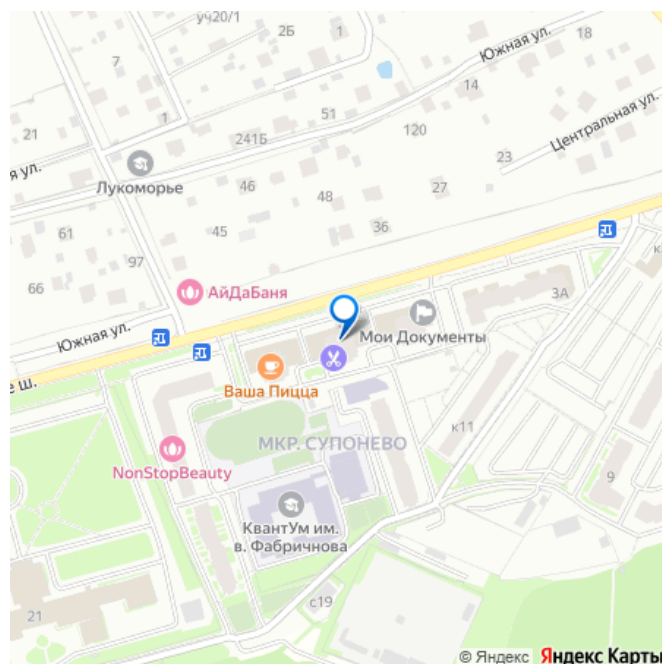 уч20/1
2Б
1
Южная ул.
18
7
14
21
1
51
241Б
120
Центральная ул.
я ул.
Лукоморье
46
48
27
23
36
61
45
97
66
АйДаБаня
к
3А
Южная ул.
Мои Документы
е ш.
Ваша Пицца
к11
МКР. СУПОНЕВО
NonStopBeauty
9
КвантУм им.
в. Фабричнова
с19
21
© Яндекс Яндекс Карты